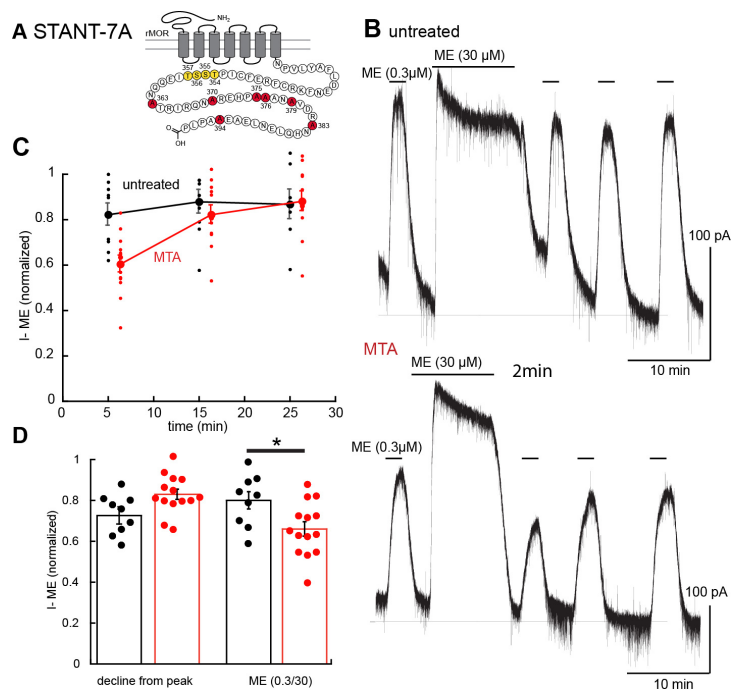 A STANT-7A
rMOR
NH2
357 355
356 354
NQQEITSSTPICFERFCRKFNEDLFAYLVPN
363 370 375 376 379 383
ATRIRQNAREHPAAANAVDRA
394
PLPAAEAELNELQHN
O
OH
B untreated
ME (30 µM)
ME (0.3µM)
100 pA
10 min
MTA
ME (30 µM)
2min
ME (0.3µM)
100 pA
10 min
C
untreated
MTA
I- ME (normalized)
1
0.8
0.6
0.4
0.2
0
0 5 10 15 20 25 30
time (min)
D
*
I- ME (normalized)
1
0.8
0.6
0.4
0.2
0
decline from peak
ME (0.3/30)